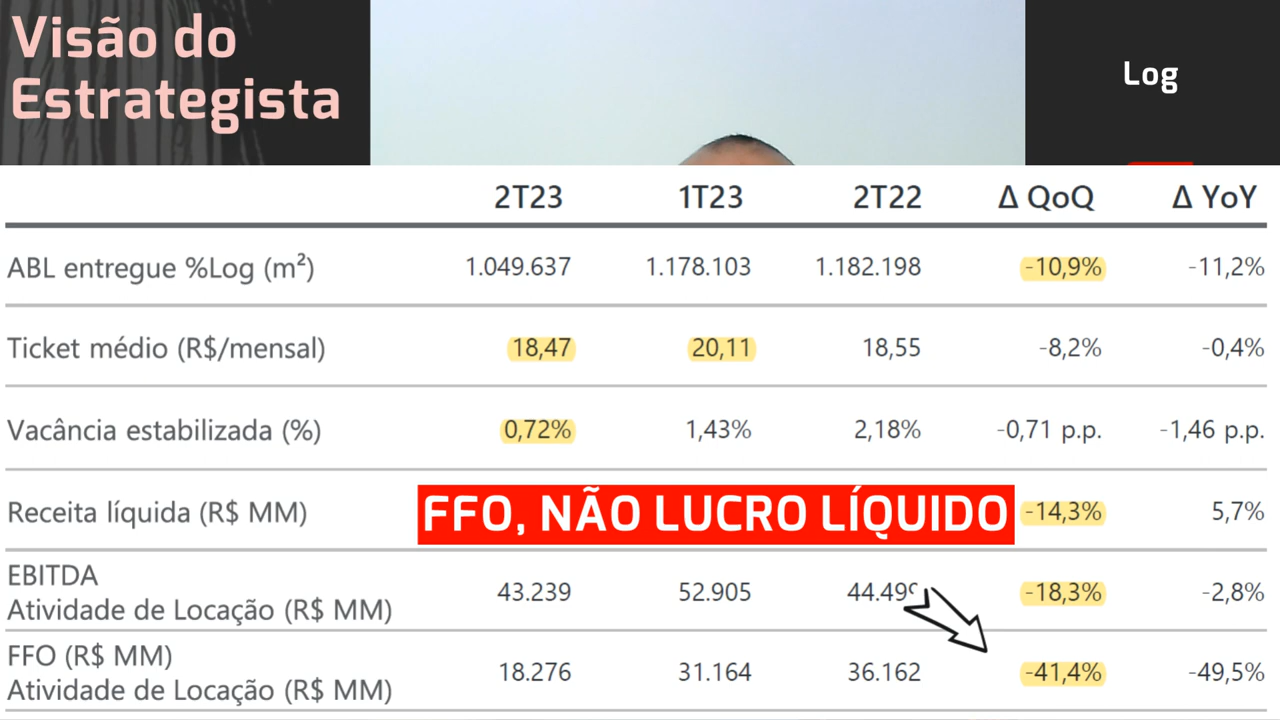 Visão do
Estrategista
Log
2T23 1T23 2T22 Δ QoQ Δ YoY
ABL entregue %Log (m²) 1.049.637 1.178.103 1.182.198 -10,9% -11,2%
Ticket médio (R$/mensal) 18,47 20,11 18,55 -8,2% -0,4%
Vacância estabilizada (%) 0,72% 1,43% 2,18% -0,71 p.p. -1,46 p.p.
Receita líquida (R$ MM) FFO, NÃO LUCRO LÍQUIDO -14,3% 5,7%
EBITDA
Atividade de Locação (R$ MM) 43.239 52.905 -18,3% -2,8%
FFO (R$ MM)
Atividade de Locação (R$ MM) 18.276 31.164 36.162 -41,4% -49,5%